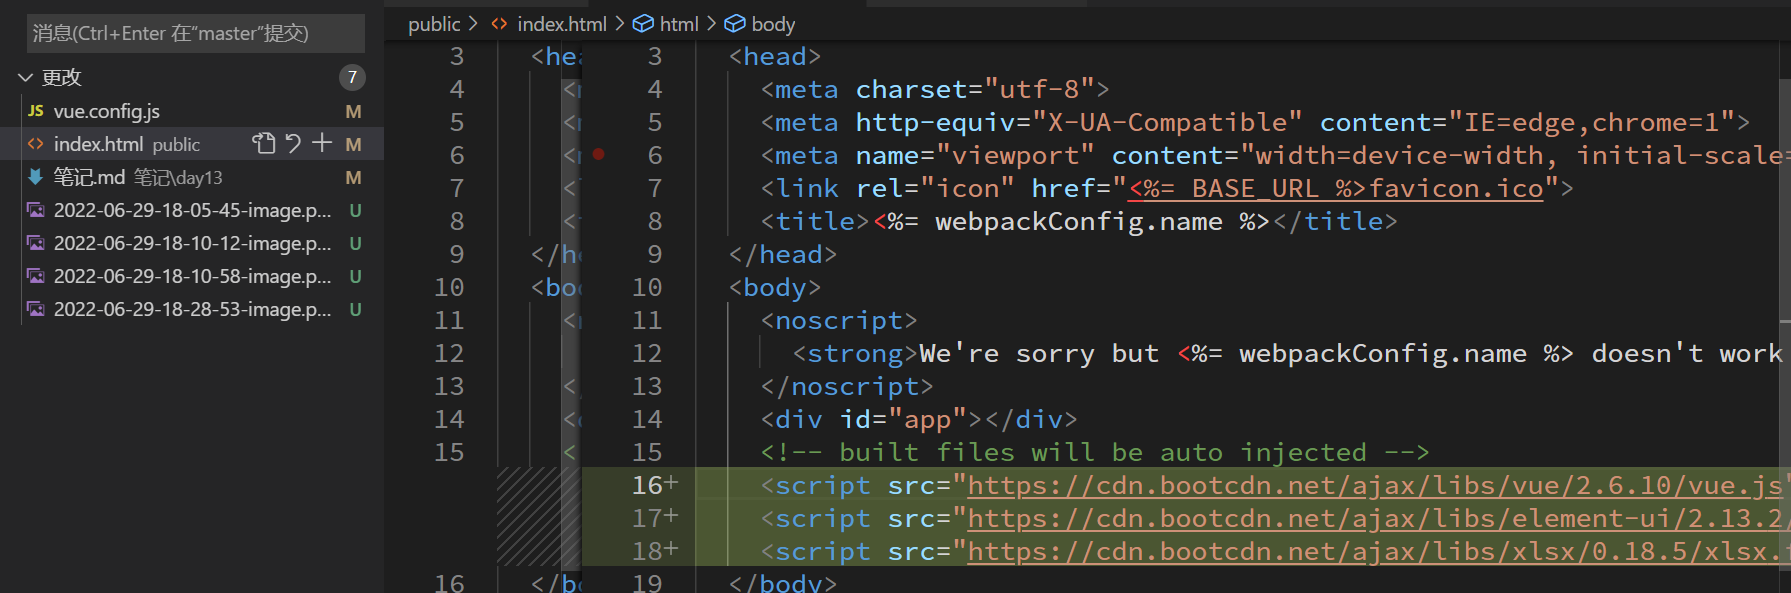 消息(Ctrl+Enter 在“master”提交)
更改 7
JS vue.config.js M
<> index.html public M
笔记.md 笔记\day13 M
2022-06-29-18-05-45-image.p... U
2022-06-29-18-10-12-image.p... U
2022-06-29-18-10-58-image.p... U
2022-06-29-18-28-53-image.p... U
public > <> index.html > html > body
3 <hea 3 <head>
4 < 4 <meta charset="utf-8">
5 < 5 <meta http-equiv="X-UA-Compatible" content="IE=edge,chrome=1">
6 < 6 <meta name="viewport" content="width=device-width, initial-scale=
7 < 7 <link rel="icon" href="<%= BASE_URL %>favicon.ico">
8 < 8 <title><%= webpackConfig.name %></title>
9 </h 9 </head>
10 <bo 10 <body>
11 < 11 <noscript>
12 12 <strong>We're sorry but <%= webpackConfig.name %> doesn't work
13 < 13 </noscript>
14 < 14 <div id="app"></div>
15 < 15 <!-- built files will be auto injected -->
16+ <script src="https://cdn.bootcdn.net/ajax/libs/vue/2.6.10/vue.js"
17+ <script src="https://cdn.bootcdn.net/ajax/libs/element-ui/2.13.2/
18+ <script src="https://cdn.bootcdn.net/ajax/libs/xlsx/0.18.5/xlsx.
16 </bo 19 </body>